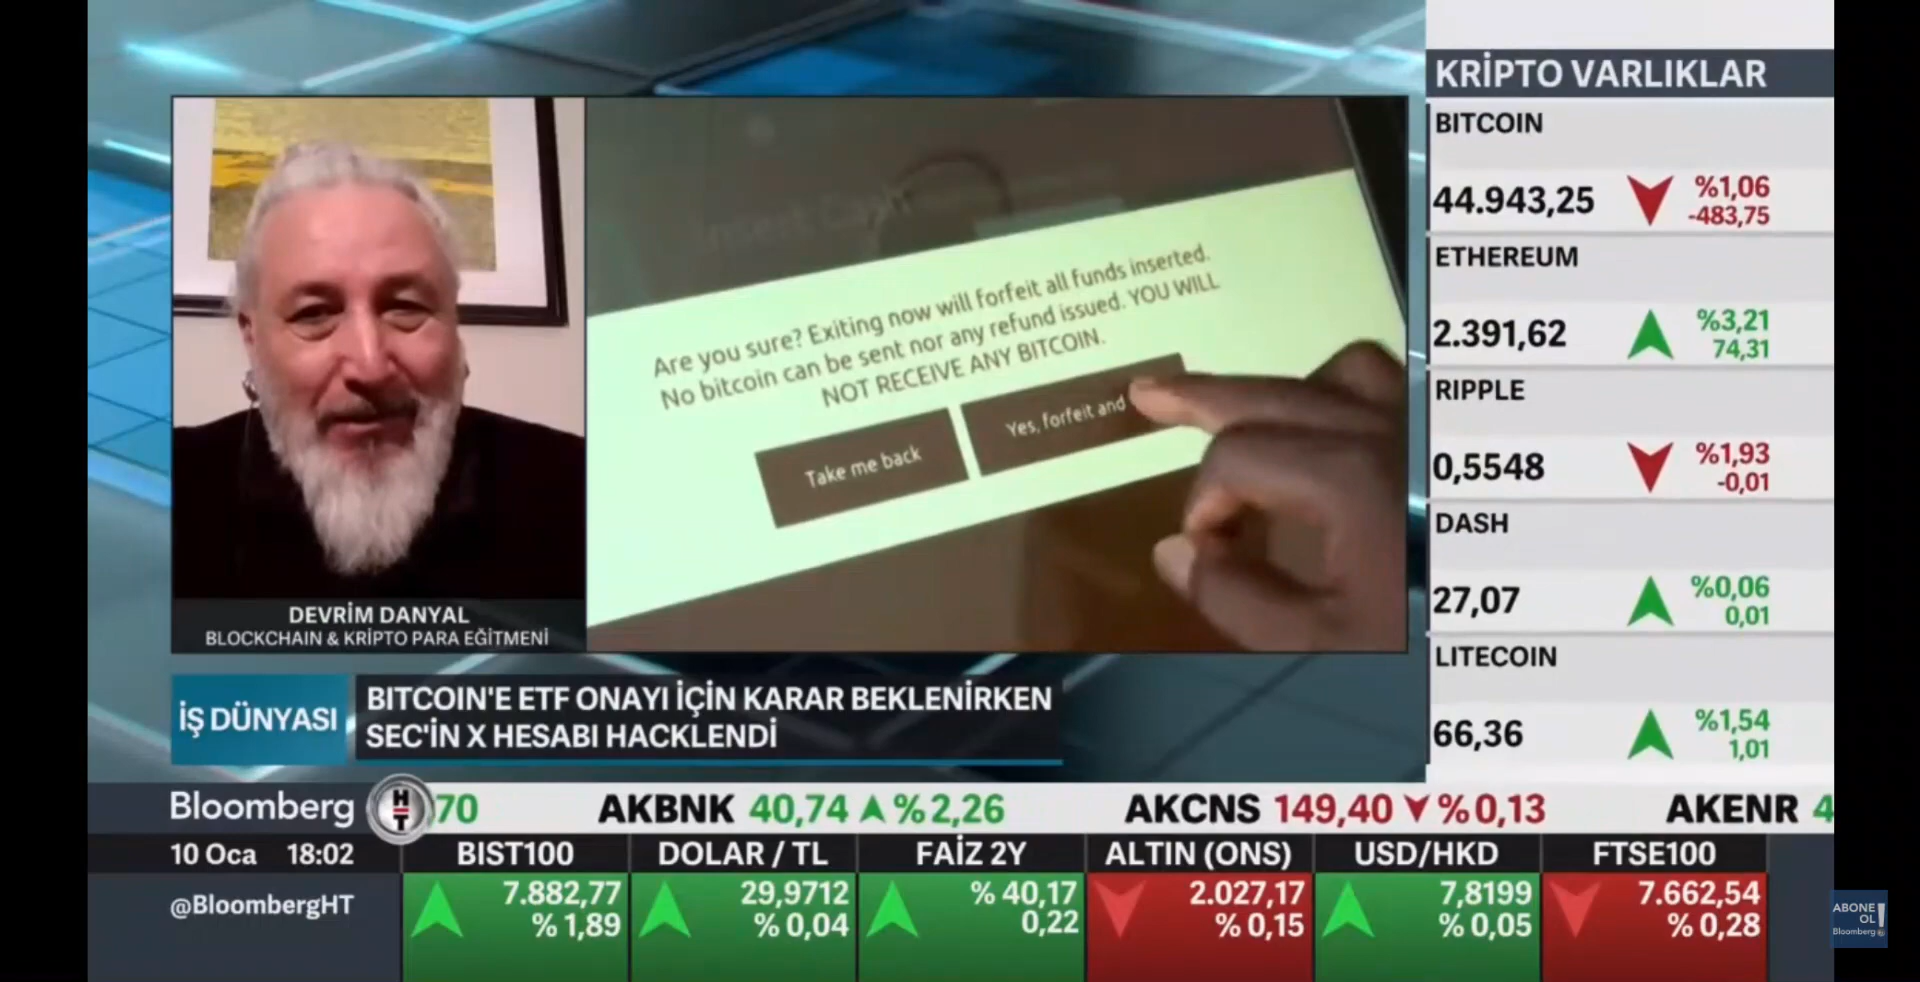 KRİPTO VARLIKLAR
BITCOIN
44.943,25
%1,06
-483,75
ETHEREUM
2.391,62
%3,21
74,31
RIPPLE
0,5548
%1,93
-0,01
DASH
27,07
%0,06
0,01
LITECOIN
66,36
%1,54
1,01
Insert Cash
Are you sure? Exiting now will forfeit all funds inserted.
No bitcoin can be sent nor any refund issued. YOU WILL
NOT RECEIVE ANY BITCOIN.
Take me back
Yes, forfeit and
DEVRİM DANYAL
BLOCKCHAIN & KRİPTO PARA EĞİTMENİ
İŞ DÜNYASI
BITCOIN'E ETF ONAYI İÇİN KARAR BEKLENİRKEN
SEC'İN X HESABI HACKLENDİ
Bloomberg HT 70 AKBNK 40,74 %2,26 AKCNS 149,40 %0,13 AKENR 4
10 Oca 18:02
@BloombergHT
BIST100
7.882,77
% 1,89
DOLAR / TL
29,9712
% 0,04
FAİZ 2Y
% 40,17
0,22
ALTIN (ONS)
2.027,17
% 0,15
USD/HKD
7,8199
% 0,05
FTSE100
7.662,54
% 0,28
ABONE
OL!
Bloomberg